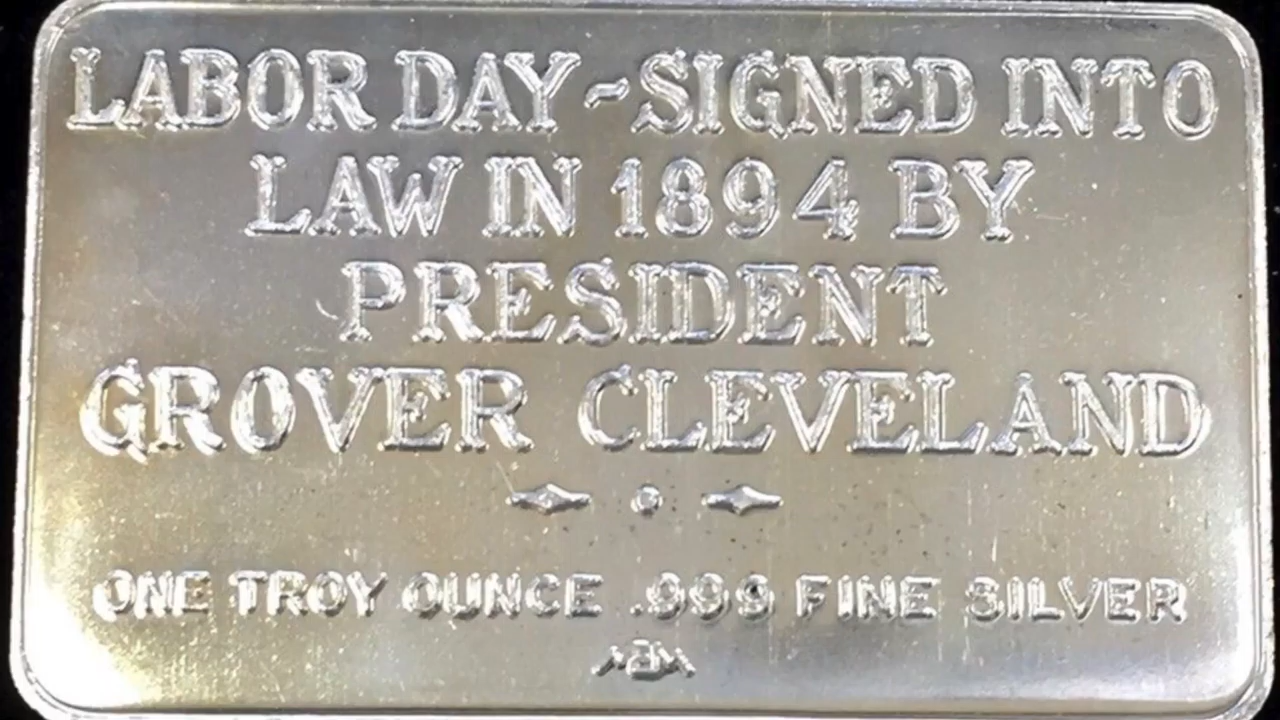 LABOR DAY~SIGNED INTO
LAW IN 1894 BY
PRESIDENT
GROVER CLEVELAND
ONE TROY OUNCE .999 FINE SILVER